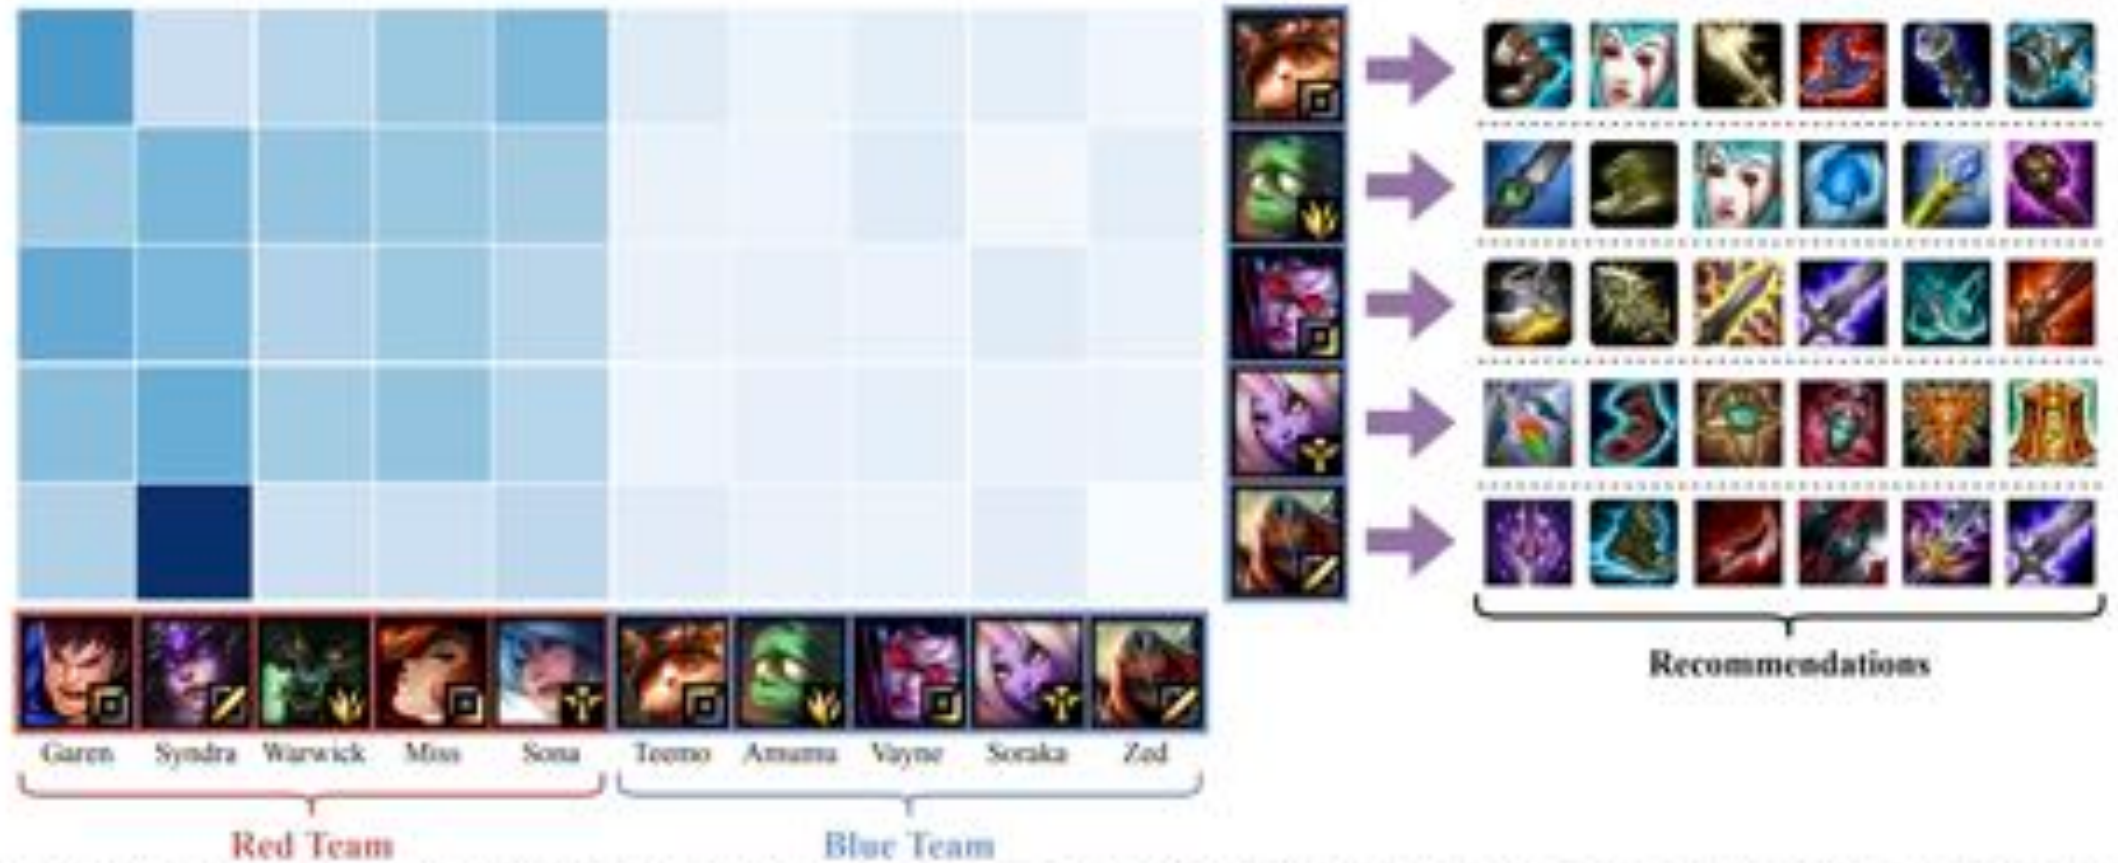 Recommendations
Garen Syndra Warwick Miss Sona Teemo Amumu Vayne Soraka Zed
Red Team Blue Team